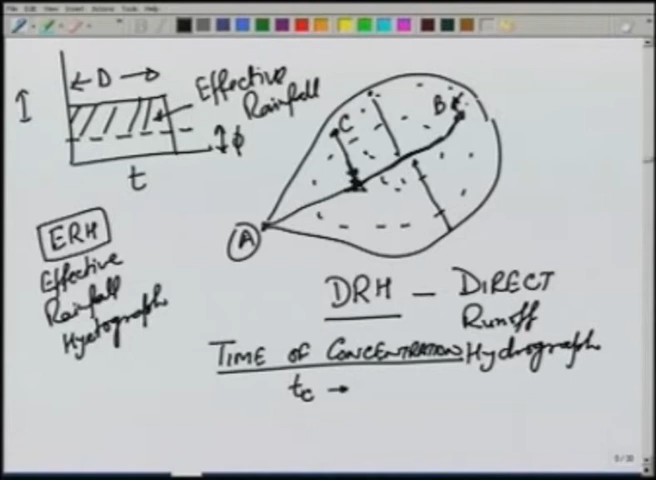 I
← D →
Effective
Rainfall
φ
t
ERH
Effective
Rainfall
Hyetograph
A
B
C
DRH — DIRECT
Runoff
Hydrograph
TIME OF CONCENTRATION
tc →